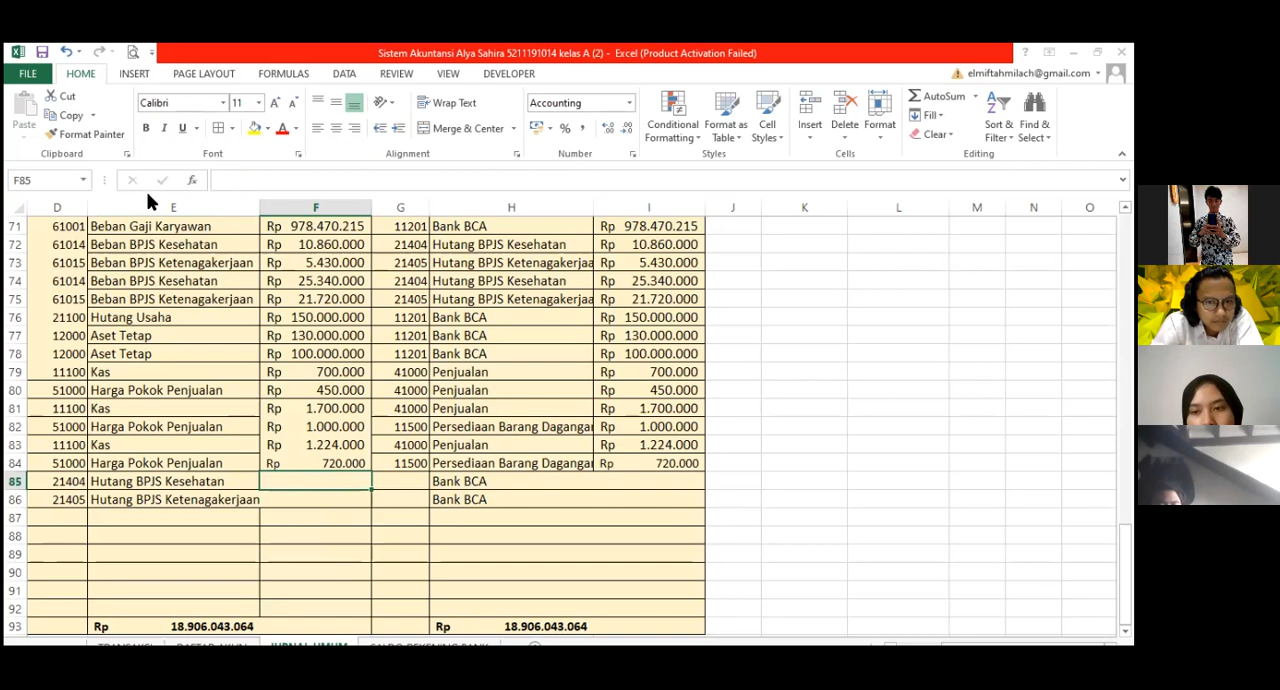 Sistem Akuntansi Alya Sahira 5211191014 kelas A (2) - Excel (Product Activation Failed)
FILE HOME INSERT PAGE LAYOUT FORMULAS DATA REVIEW VIEW DEVELOPER elmiftahmilach@gmail.com
Paste Cut Copy Format Painter Clipboard
Calibri 11 B I U Font
Wrap Text Merge & Center Alignment
Accounting % Number
Conditional Formatting Format as Table Cell Styles Styles
Insert Delete Format Cells
AutoSum Fill Clear Sort & Filter Find & Select Editing
F85 fx
D E F G H I J K L M N O
71 61001 Beban Gaji Karyawan Rp 978.470.215 11201 Bank BCA Rp 978.470.215
72 61014 Beban BPJS Kesehatan Rp 10.860.000 21404 Hutang BPJS Kesehatan Rp 10.860.000
73 61015 Beban BPJS Ketenagakerjaan Rp 5.430.000 21405 Hutang BPJS Ketenagakerjaa Rp 5.430.000
74 61014 Beban BPJS Kesehatan Rp 25.340.000 21404 Hutang BPJS Kesehatan Rp 25.340.000
75 61015 Beban BPJS Ketenagakerjaan Rp 21.720.000 21405 Hutang BPJS Ketenagakerjaa Rp 21.720.000
76 21100 Hutang Usaha Rp 150.000.000 11201 Bank BCA Rp 150.000.000
77 12000 Aset Tetap Rp 130.000.000 11201 Bank BCA Rp 130.000.000
78 12000 Aset Tetap Rp 100.000.000 11201 Bank BCA Rp 100.000.000
79 11100 Kas Rp 700.000 41000 Penjualan Rp 700.000
80 51000 Harga Pokok Penjualan Rp 450.000 41000 Penjualan Rp 450.000
81 11100 Kas Rp 1.700.000 41000 Penjualan Rp 1.700.000
82 51000 Harga Pokok Penjualan Rp 1.000.000 11500 Persediaan Barang Dagangan Rp 1.000.000
83 11100 Kas Rp 1.224.000 41000 Penjualan Rp 1.224.000
84 51000 Harga Pokok Penjualan Rp 720.000 11500 Persediaan Barang Dagangan Rp 720.000
85 21404 Hutang BPJS Kesehatan Bank BCA
86 21405 Hutang BPJS Ketenagakerjaan Bank BCA
87
88
89
90
91
92
93 Rp 18.906.043.064 Rp 18.906.043.064